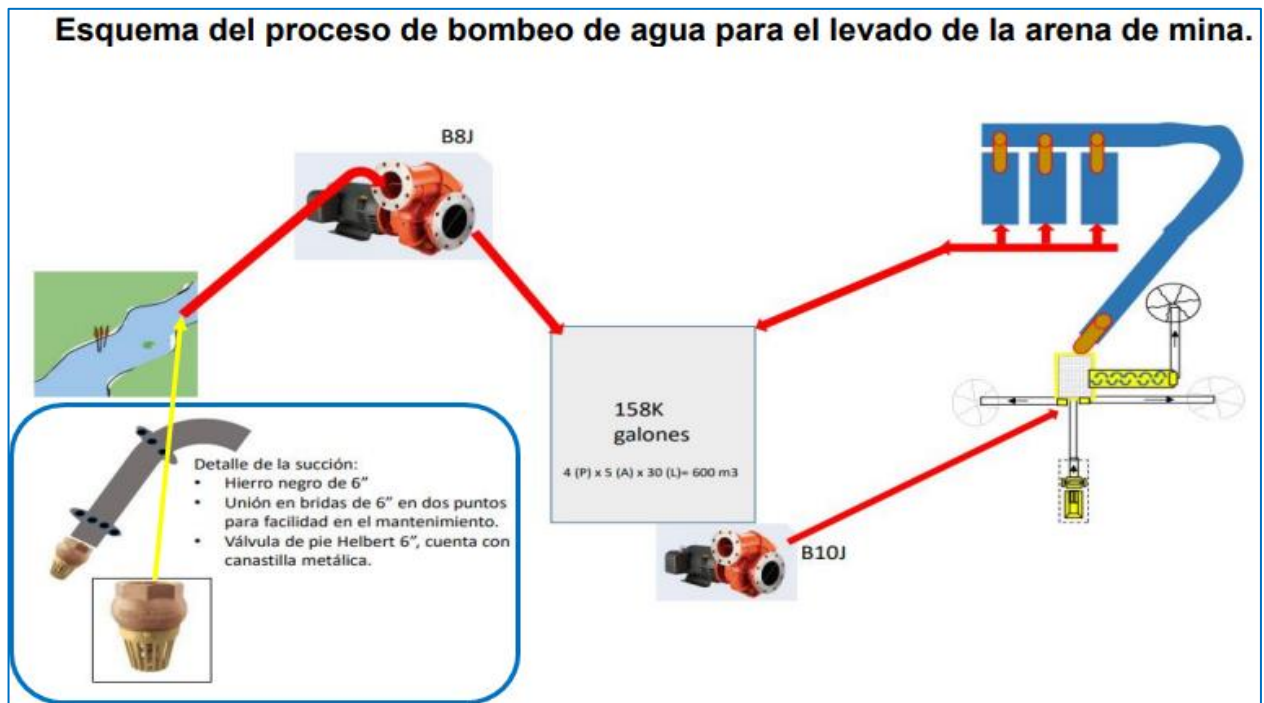 Esquema del proceso de bombeo de agua para el levado de la arena de mina.
B8J
158K
galones
4 (P) x 5 (A) x 30 (L)= 600 m3
B10J
Detalle de la succión:
• Hierro negro de 6”
• Unión en bridas de 6” en dos puntos
para facilidad en el mantenimiento.
• Válvula de pie Helbert 6”, cuenta con
canastilla metálica.